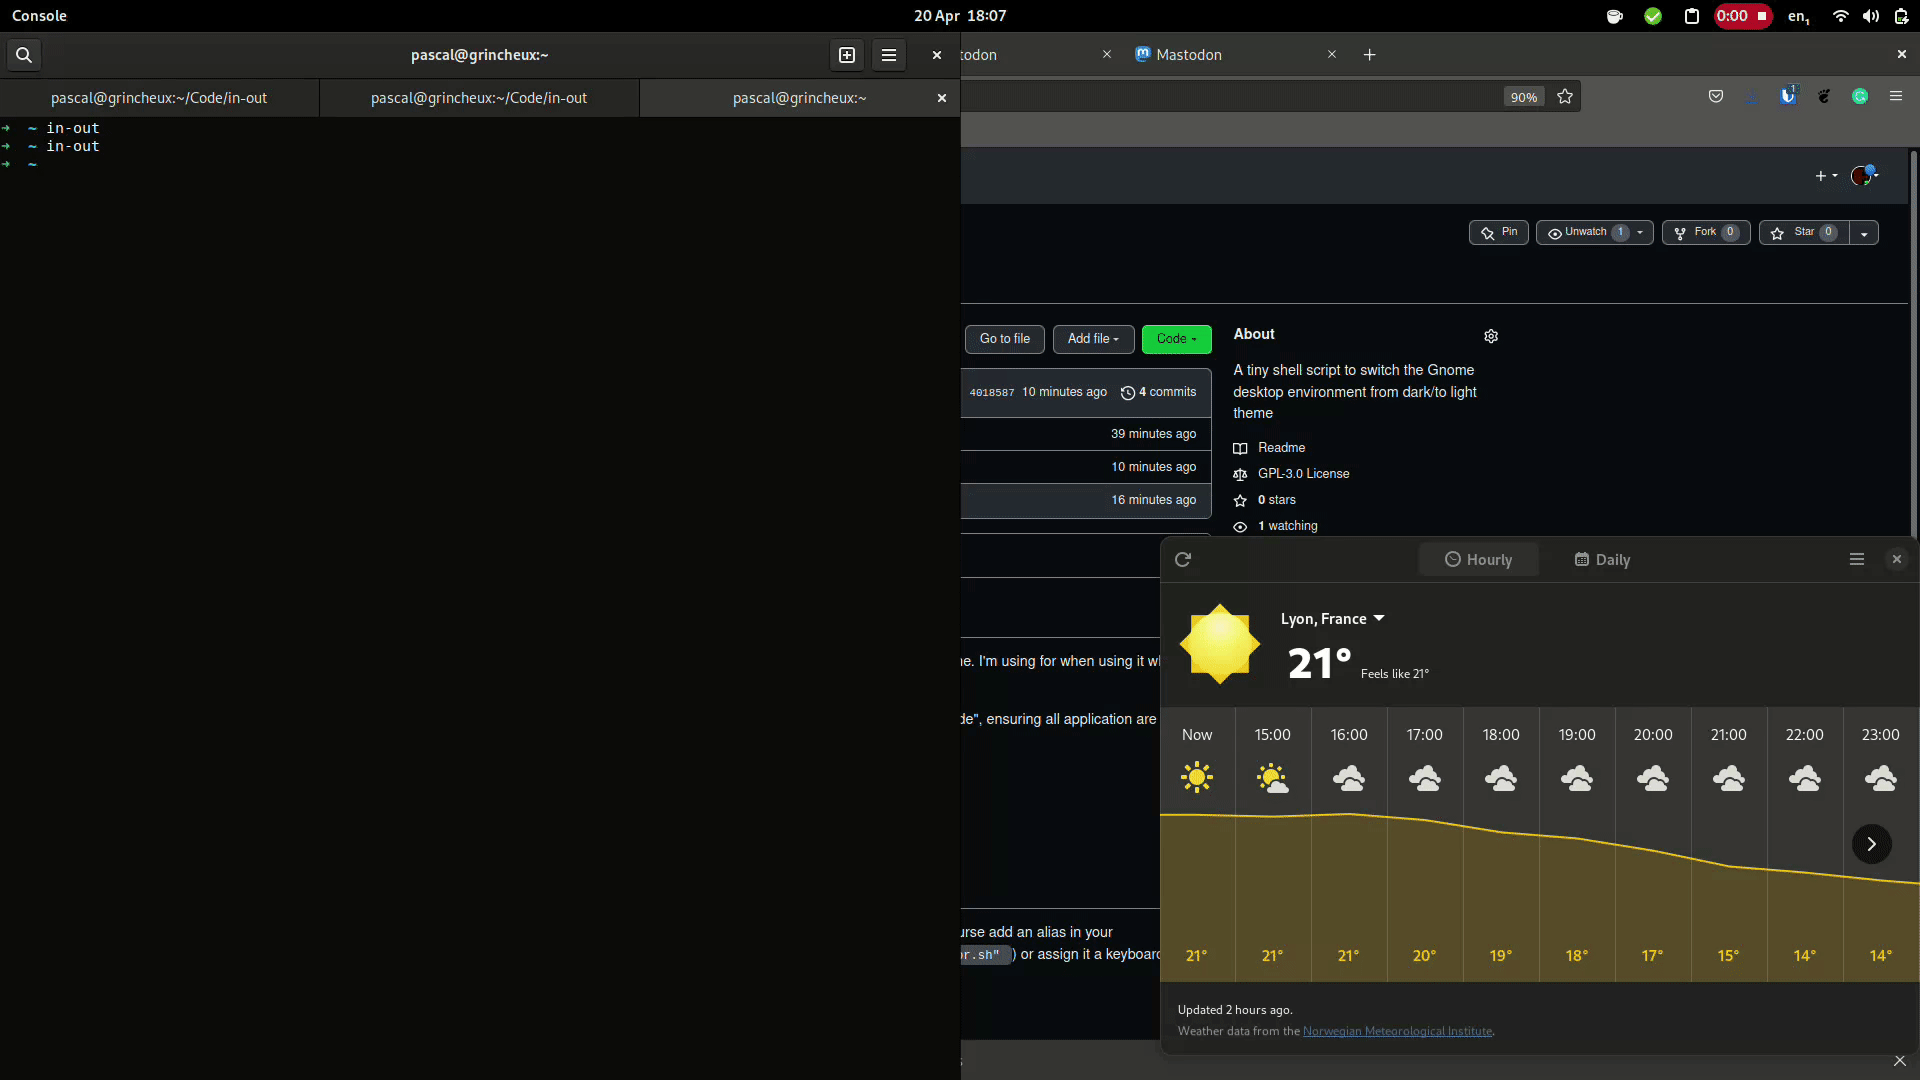 Console
20 Apr 18:07
0:00
en₁
pascal@grincheux:~
pascal@grincheux:~/Code/in-out
pascal@grincheux:~/Code/in-out
pascal@grincheux:~
➜ ~ in-out
➜ ~ in-out
➜ ~
todon
Mastodon
90%
Pin
Unwatch 1
Fork 0
Star 0
Go to file
Add file
Code
4018587 10 minutes ago 4 commits
39 minutes ago
10 minutes ago
16 minutes ago
About
A tiny shell script to switch the Gnome
desktop environment from dark/to light
theme
Readme
GPL-3.0 License
0 stars
1 watching
ne. I'm using for when using it w
de", ensuring all application are
urse add an alias in your
or.sh" ) or assign it a keyboard
Hourly
Daily
Lyon, France
21°
Feels like 21°
Now 15:00 16:00 17:00 18:00 19:00 20:00 21:00 22:00 23:00
21° 21° 21° 20° 19° 18° 17° 15° 14° 14°
Updated 2 hours ago.
Weather data from the Norwegian Meteorological Institute.